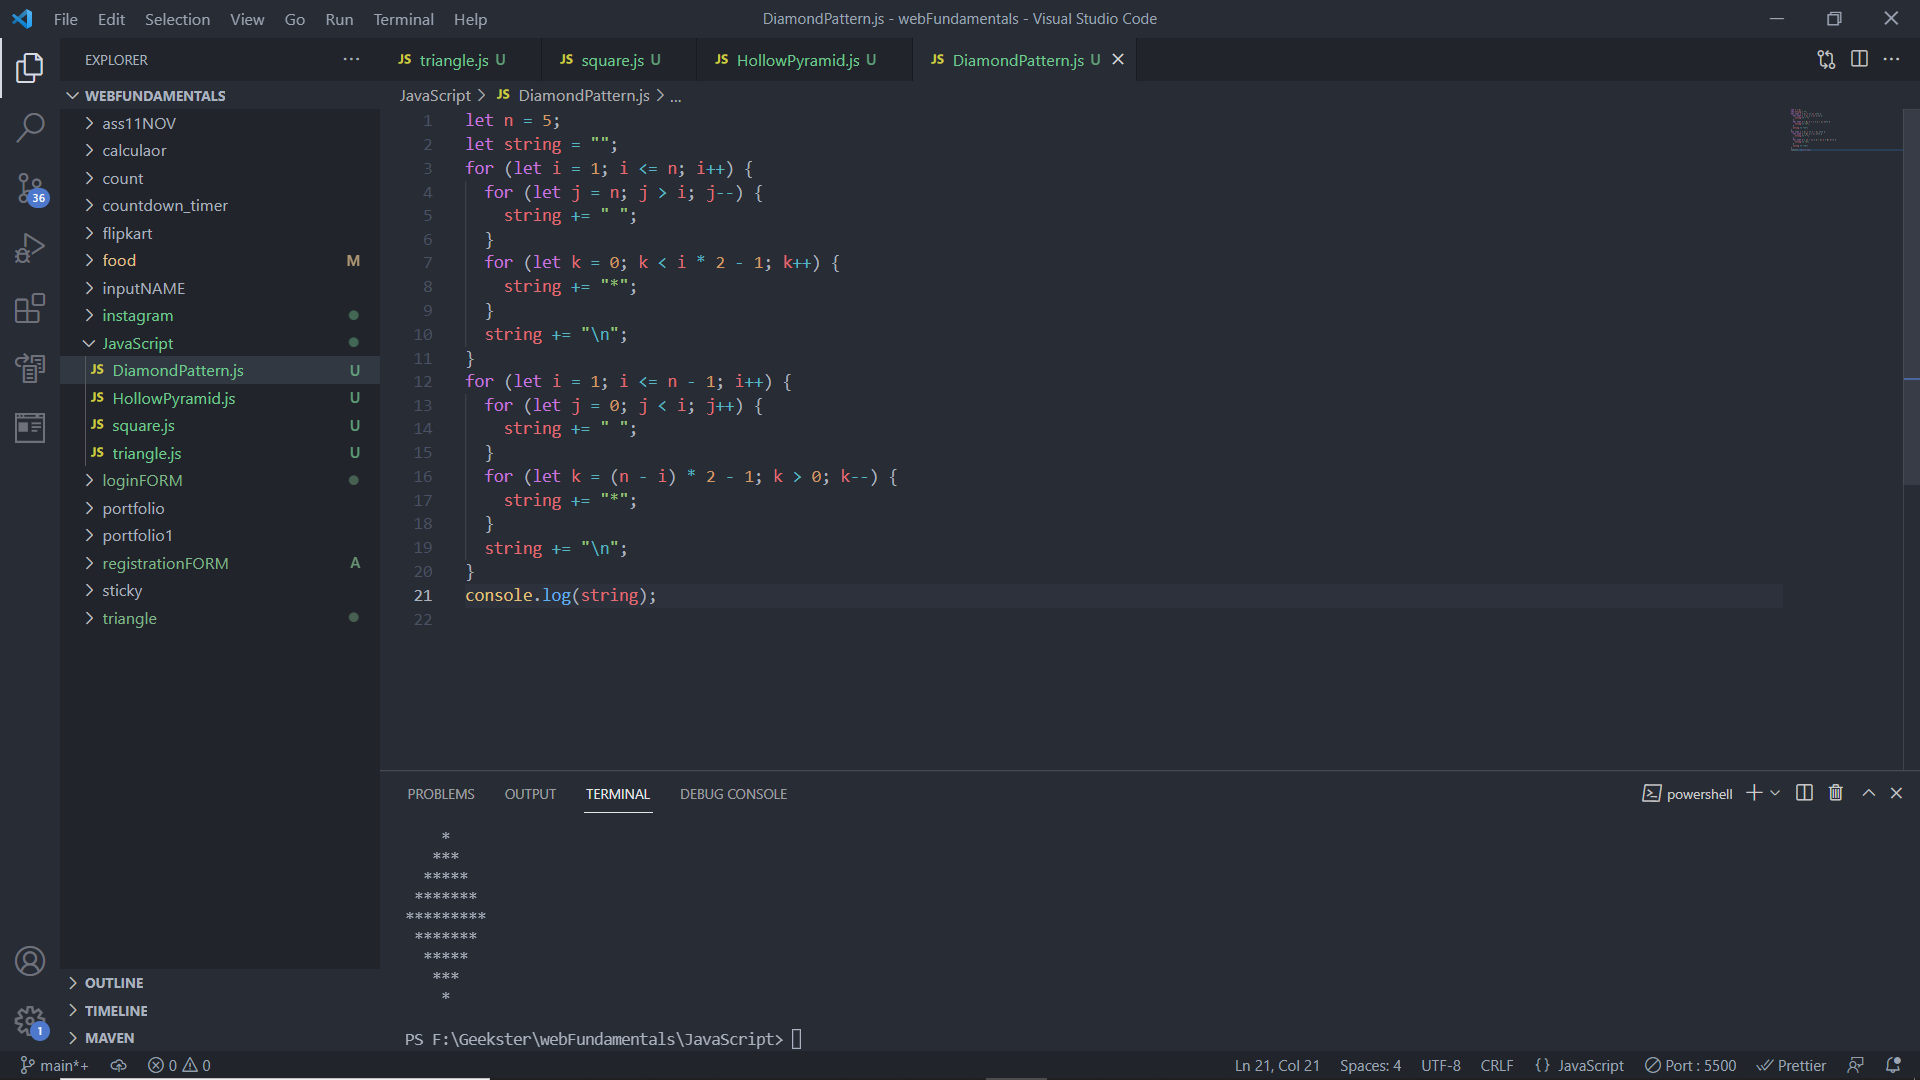 File Edit Selection View Go Run Terminal Help
DiamondPattern.js - webFundamentals - Visual Studio Code
EXPLORER
WEBFUNDAMENTALS
ass11NOV
calculaor
count
countdown_timer
flipkart
food M
inputNAME
instagram
JavaScript
JS DiamondPattern.js U
JS HollowPyramid.js U
JS square.js U
JS triangle.js U
loginFORM
portfolio
portfolio1
registrationFORM A
sticky
triangle
OUTLINE
TIMELINE
MAVEN
36
1
JS triangle.js U JS square.js U JS HollowPyramid.js U JS DiamondPattern.js U
JavaScript > JS DiamondPattern.js > ...
1 let n = 5;
2 let string = "";
3 for (let i = 1; i <= n; i++) {
4   for (let j = n; j > i; j--) {
5     string += " ";
6   }
7   for (let k = 0; k < i * 2 - 1; k++) {
8     string += "*";
9   }
10   string += "\n";
11 }
12 for (let i = 1; i <= n - 1; i++) {
13   for (let j = 0; j < i; j++) {
14     string += " ";
15   }
16   for (let k = (n - i) * 2 - 1; k > 0; k--) {
17     string += "*";
18   }
19   string += "\n";
20 }
21 console.log(string);
22
PROBLEMS OUTPUT TERMINAL DEBUG CONSOLE
powershell
    *
   ***
  *****
 *******
*********
 *******
  *****
   ***
    *
PS F:\Geekster\webFundamentals\JavaScript>
main*+ 0 0
Ln 21, Col 21 Spaces: 4 UTF-8 CRLF {} JavaScript Port : 5500 Prettier